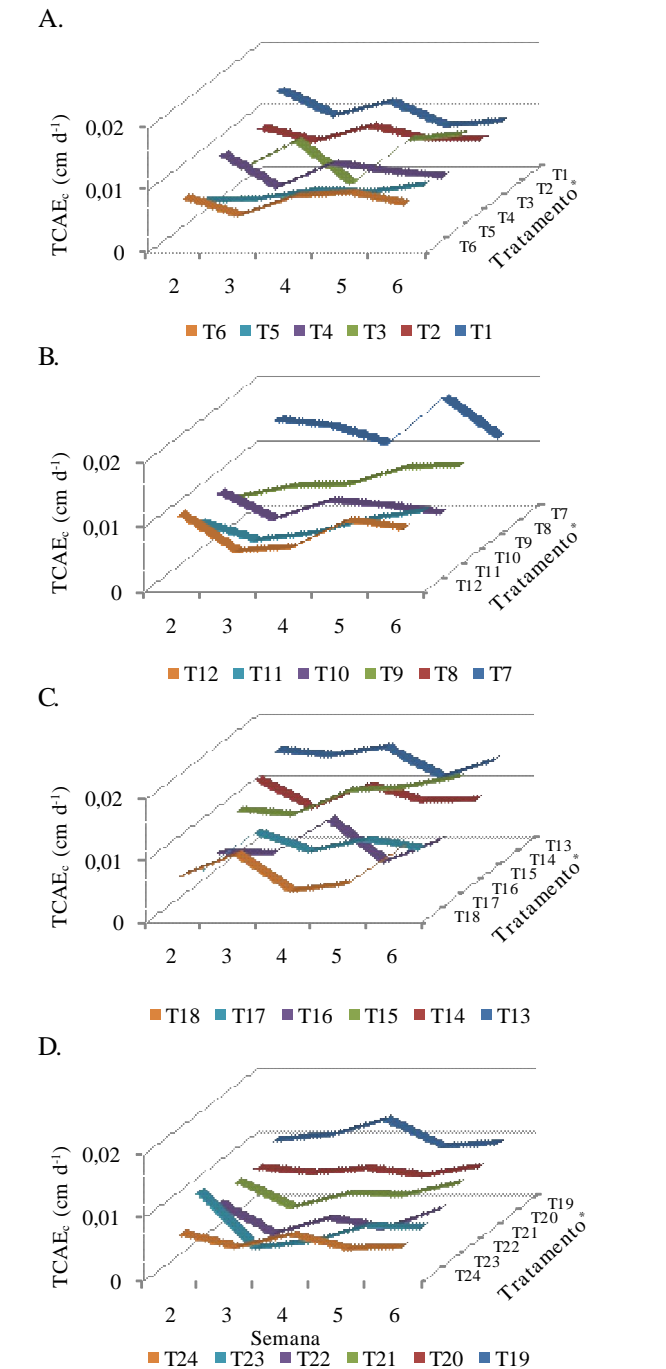 A.
TCAEc (cm d-1)
0,02
0,01
0
2 3 4 5 6
T1
T2
T3
T4
T5
T6
Tratamento*
T6 T5 T4 T3 T2 T1
B.
TCAEc (cm d-1)
0,02
0,01
0
2 3 4 5 6
T7
T8
T9
T10
T11
T12
Tratamento*
T12 T11 T10 T9 T8 T7
C.
TCAEc (cm d-1)
0,02
0,01
0
2 3 4 5 6
T13
T14
T15
T16
T17
T18
Tratamento*
T18 T17 T16 T15 T14 T13
D.
TCAEc (cm d-1)
0,02
0,01
0
2 3 4 5 6
T19
T20
T21
T22
T23
T24
Tratamento*
Semana
T24 T23 T22 T21 T20 T19